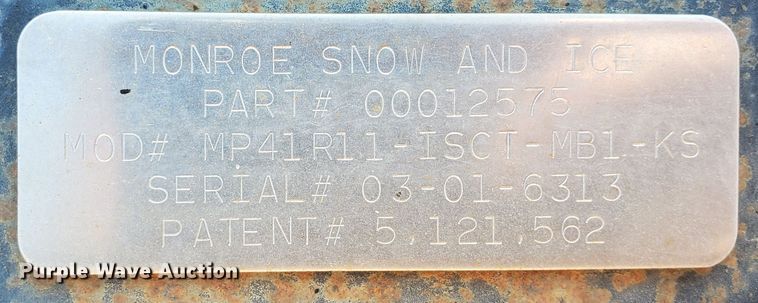 MONROE SNOW AND ICE
PART# 00012575
MOD# MP41R11-ISCT-MB1-KS
SERIAL# 03-01-6313
PATENT# 5,121,562
Purple Wave Auction